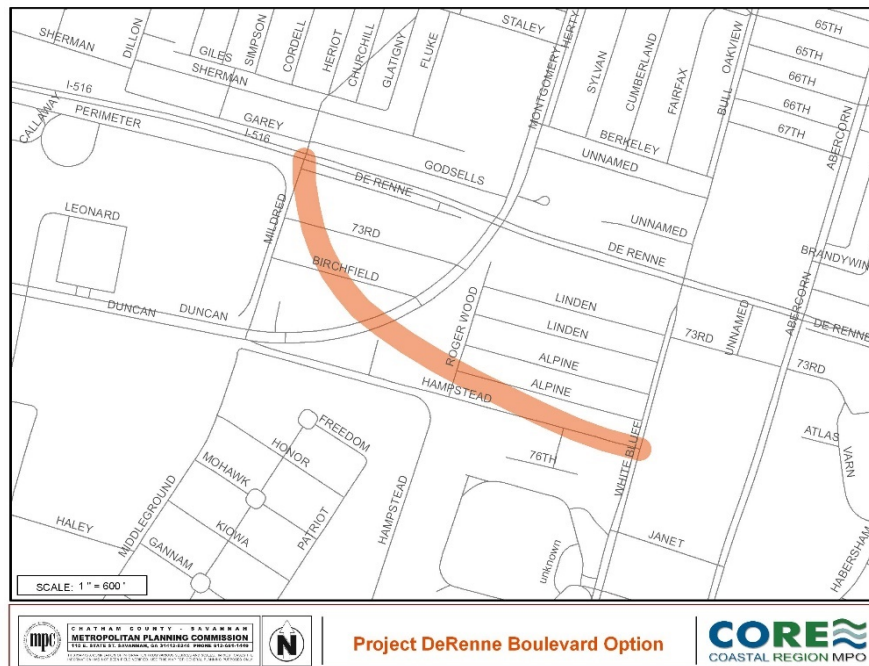 STALEY
SHERMAN
DILLON
GILES
SIMPSON
CORDELL
HERIOT
CHURCHILL
GLATIGNY
FLUKE
MONTGOMERY
HERTY
SYLVAN
CUMBERLAND
FAIRFAX
BULL
OAKVIEW
65TH
65TH
66TH
66TH
67TH
ABERCORN
SHERMAN
I-516
CALLAWAY
PERIMETER
GAREY
I-516
GODSELLS
BERKELEY
UNNAMED
DE RENNE
LEONARD
MILDRED
73RD
BIRCHFIELD
UNNAMED
DE RENNE
BRANDYWIN
DUNCAN
DUNCAN
ROGER WOOD
LINDEN
LINDEN
ALPINE
ALPINE
73RD
UNNAMED
ABERCORN
DE RENNE
73RD
HAMPSTEAD
FREEDOM
HONOR
MOHAWK
PATRIOT
KIOWA
GANNAM
HALEY
MIDDLEGROUND
HAMPSTEAD
76TH
WHITE BLUFF
unknown
JANET
ATLAS
VARN
HABERSHAM
SCALE: 1 " = 600 '
mpc
CHATHAM COUNTY - SAVANNAH
METROPOLITAN PLANNING COMMISSION
N
Project DeRenne Boulevard Option
CORE
COASTAL REGION MPO